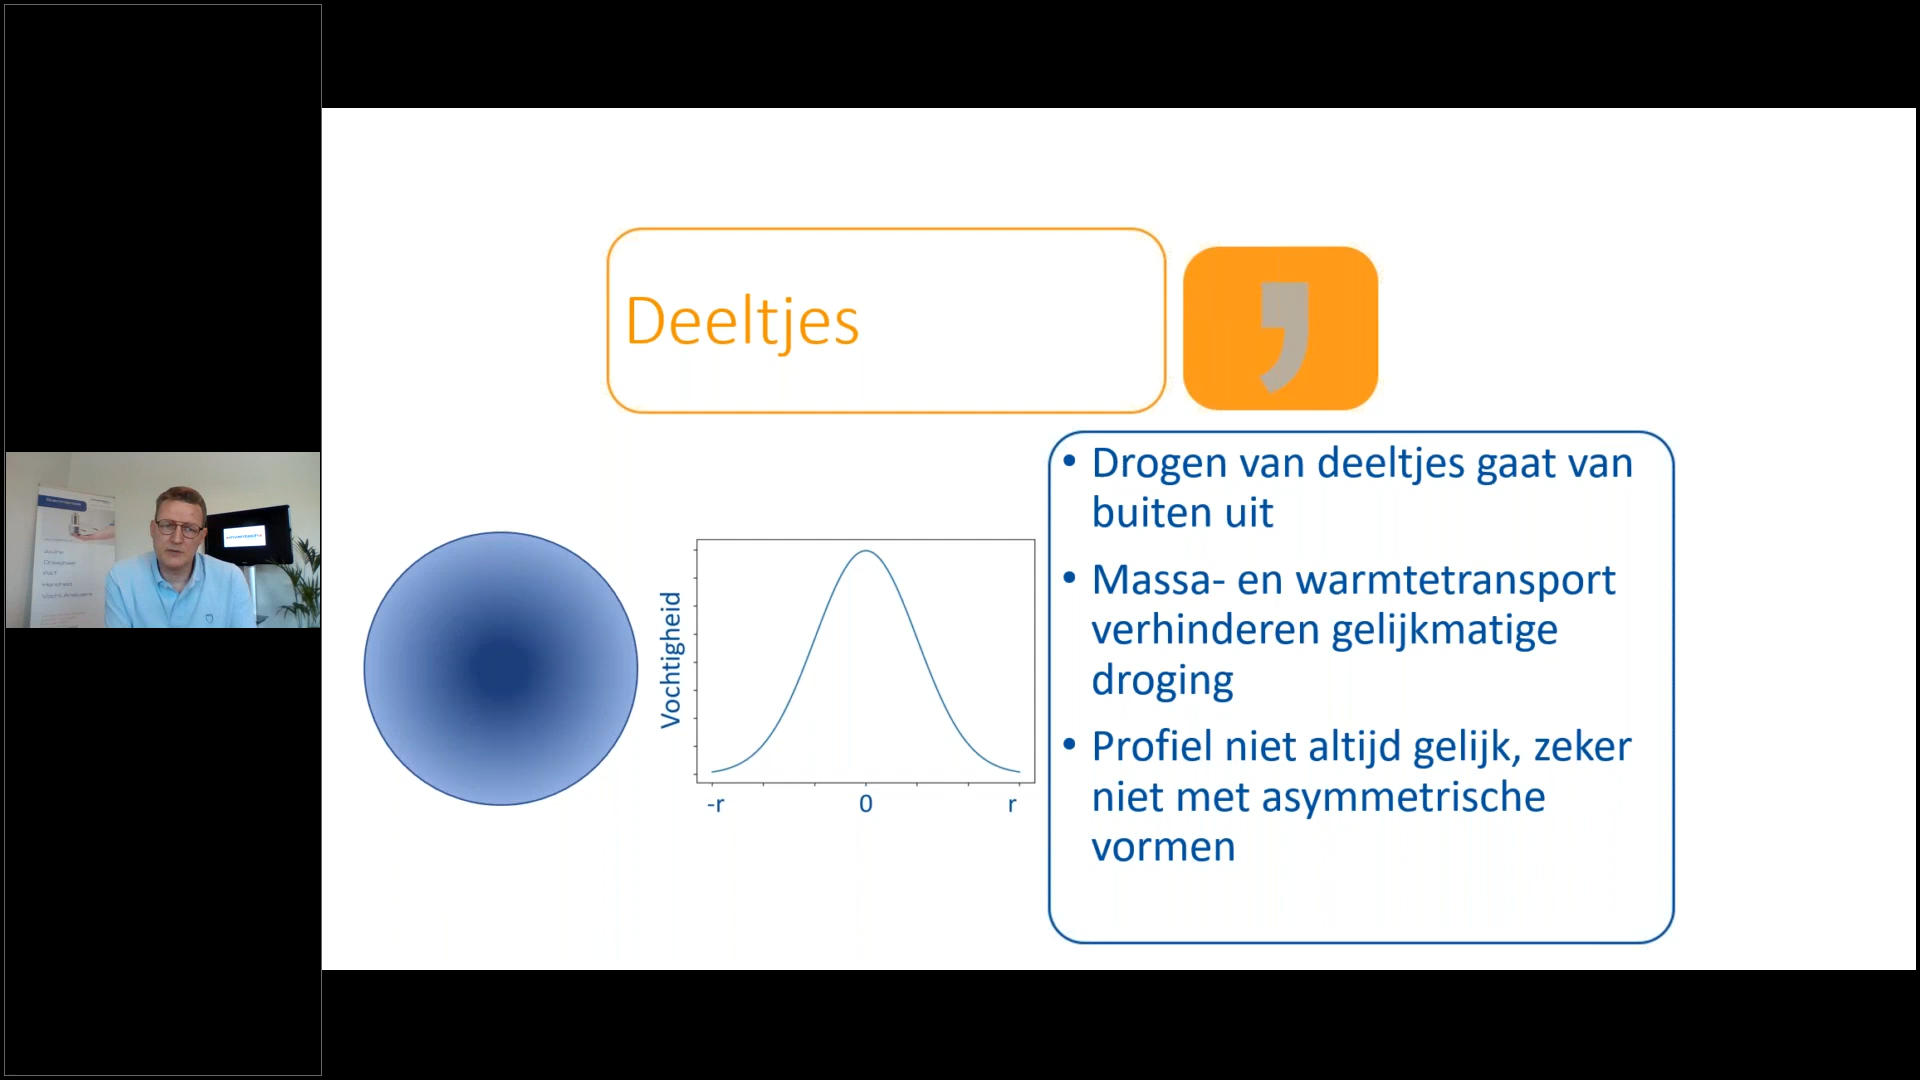 Deeltjes
,
• Drogen van deeltjes gaat van
buiten uit
• Massa- en warmtetransport
verhinderen gelijkmatige
droging
• Profiel niet altijd gelijk, zeker
niet met asymmetrische
vormen
Vochtigheid
-r
0
r